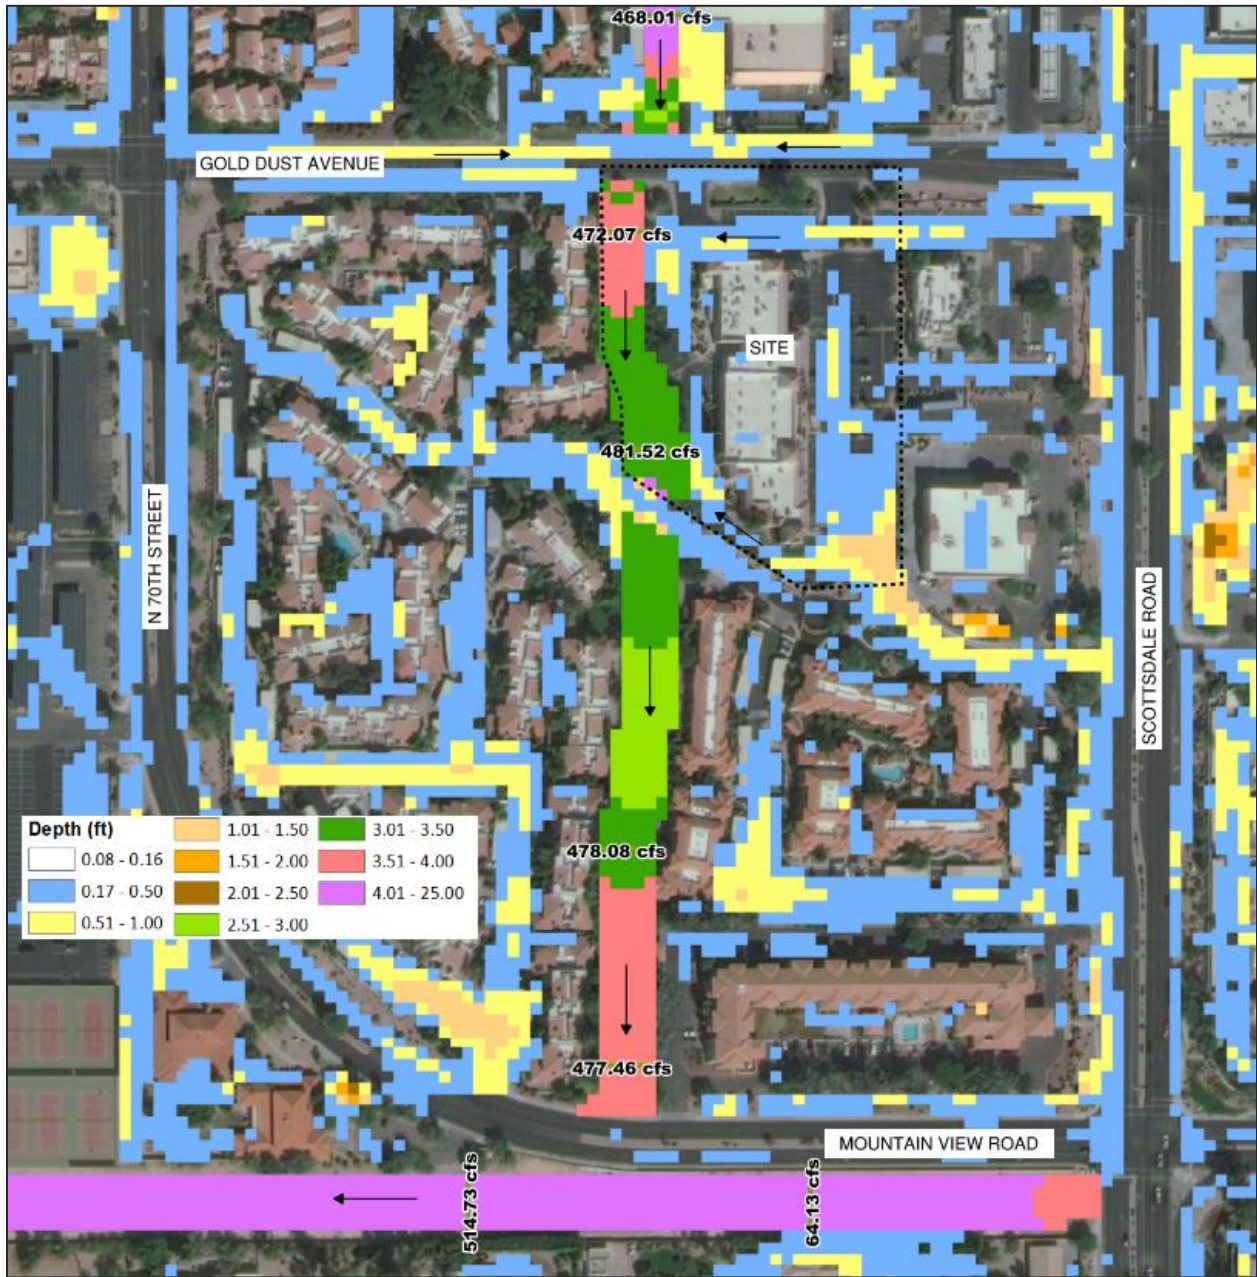 468.01 cfs
GOLD DUST AVENUE
472.07 cfs
SITE
481.52 cfs
N 70TH STREET
SCOTTSDALE ROAD
Depth (ft)
0.08 - 0.16
0.17 - 0.50
0.51 - 1.00
1.01 - 1.50
1.51 - 2.00
2.01 - 2.50
2.51 - 3.00
3.01 - 3.50
3.51 - 4.00
4.01 - 25.00
478.08 cfs
477.46 cfs
MOUNTAIN VIEW ROAD
514.73 cfs
64.13 cfs